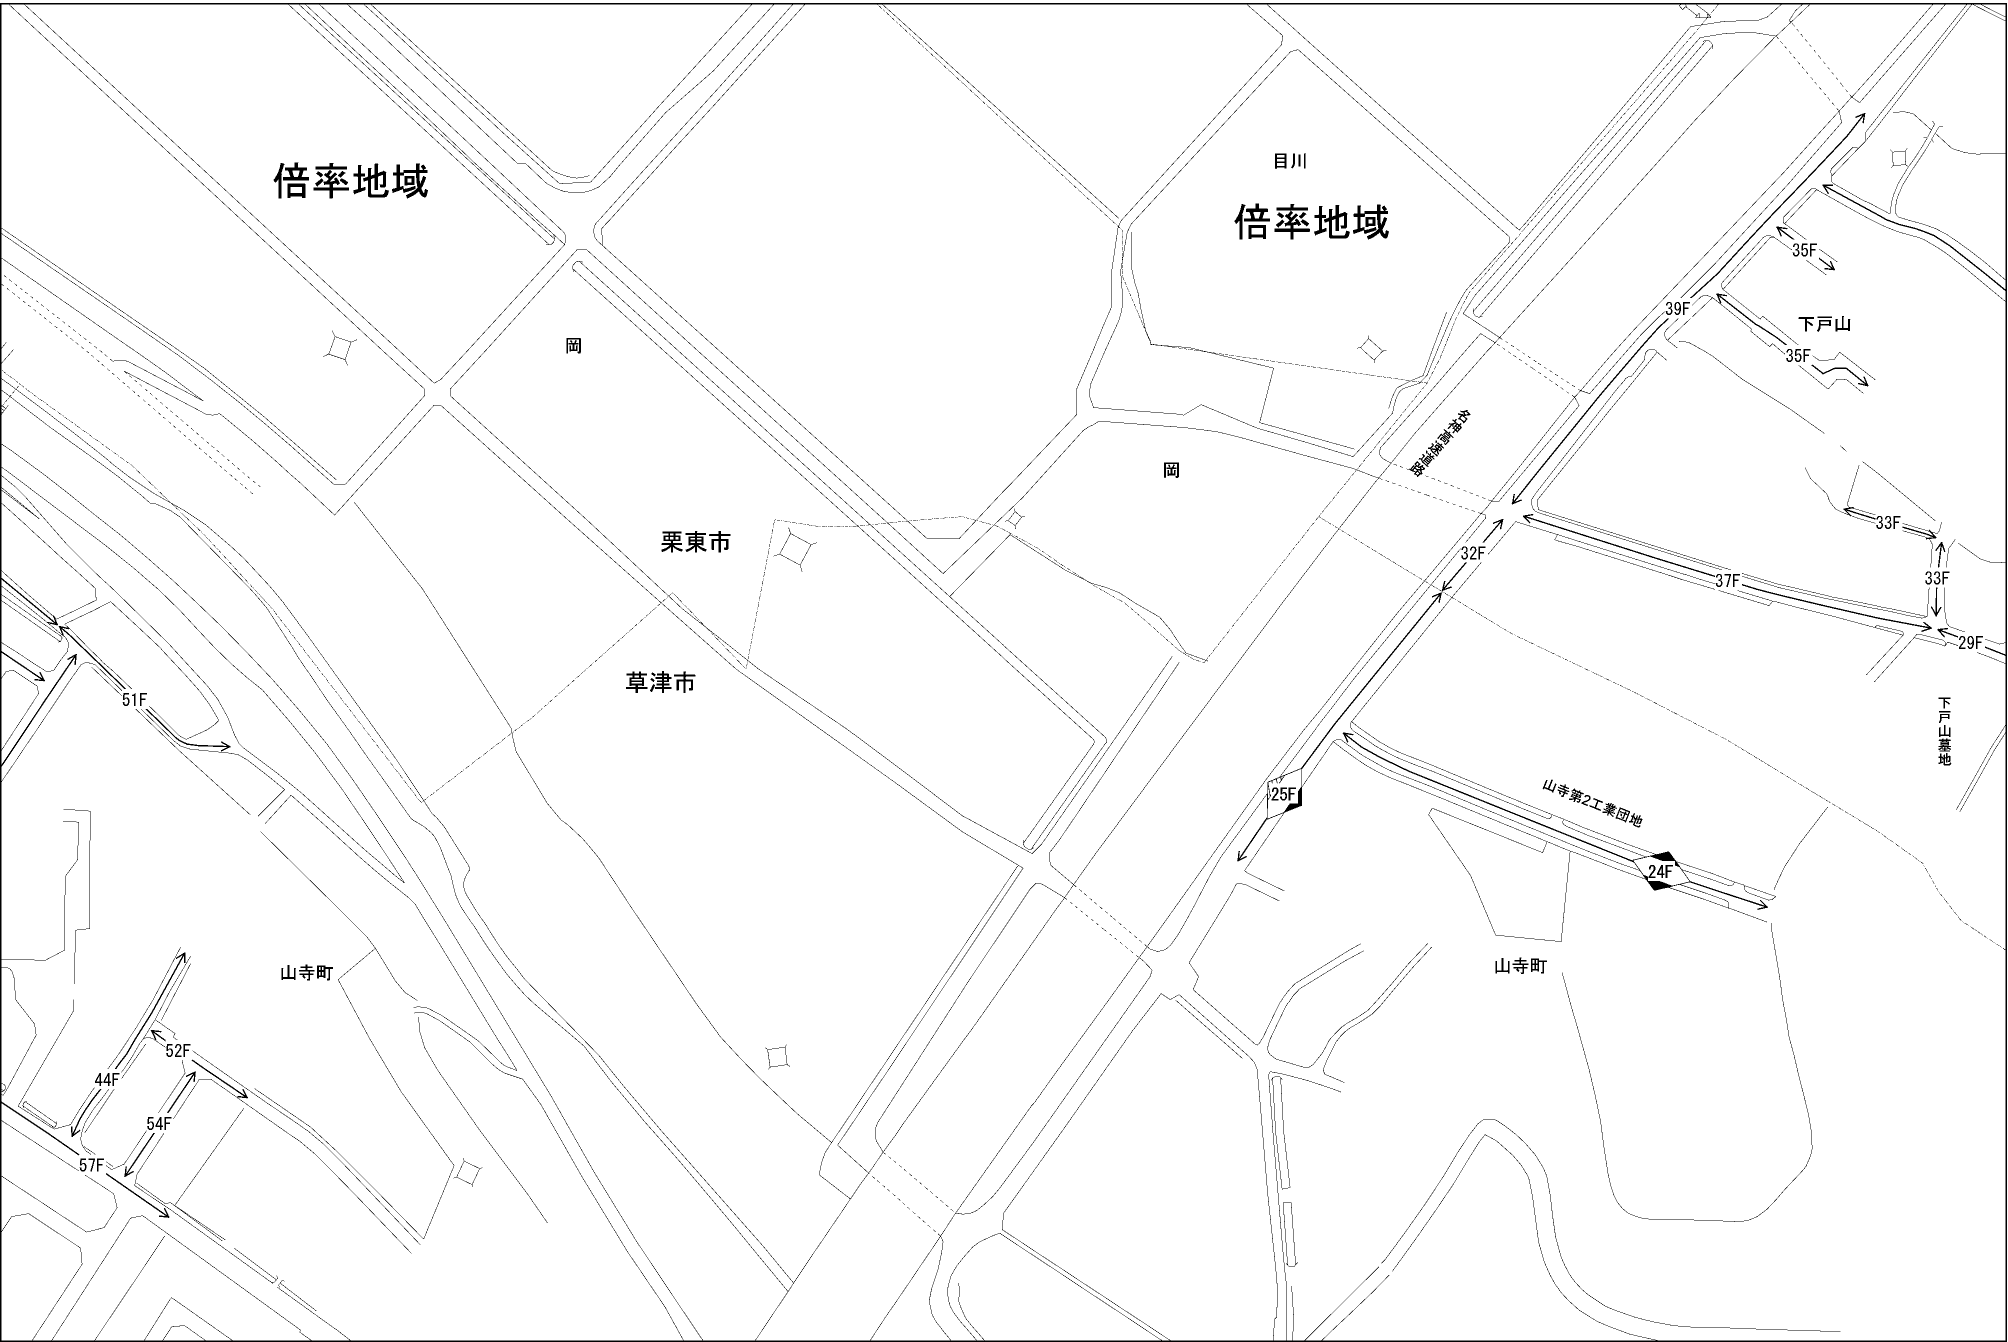 目川
倍率地域
倍率地域
35F
39F
下戸山
岡
35F
名神高速道路
岡
33F
栗東市
32F
37F
33F
29F
草津市
51F
下戸山墓地
25F
山寺第2工業団地
24F
山寺町
山寺町
52F
44F
54F
57F